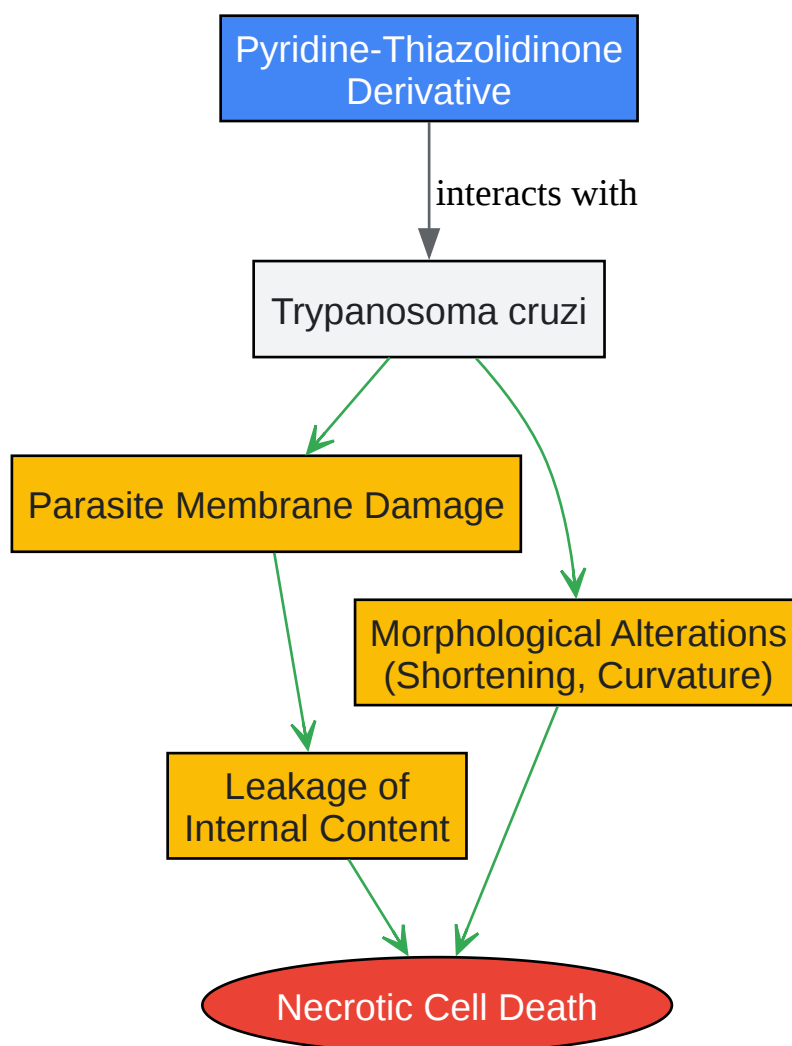 Pyridine-Thiazolidinone
Derivative
interacts with
Trypanosoma cruzi
Parasite Membrane Damage
Morphological Alterations
(Shortening, Curvature)
Leakage of
Internal Content
Necrotic Cell Death